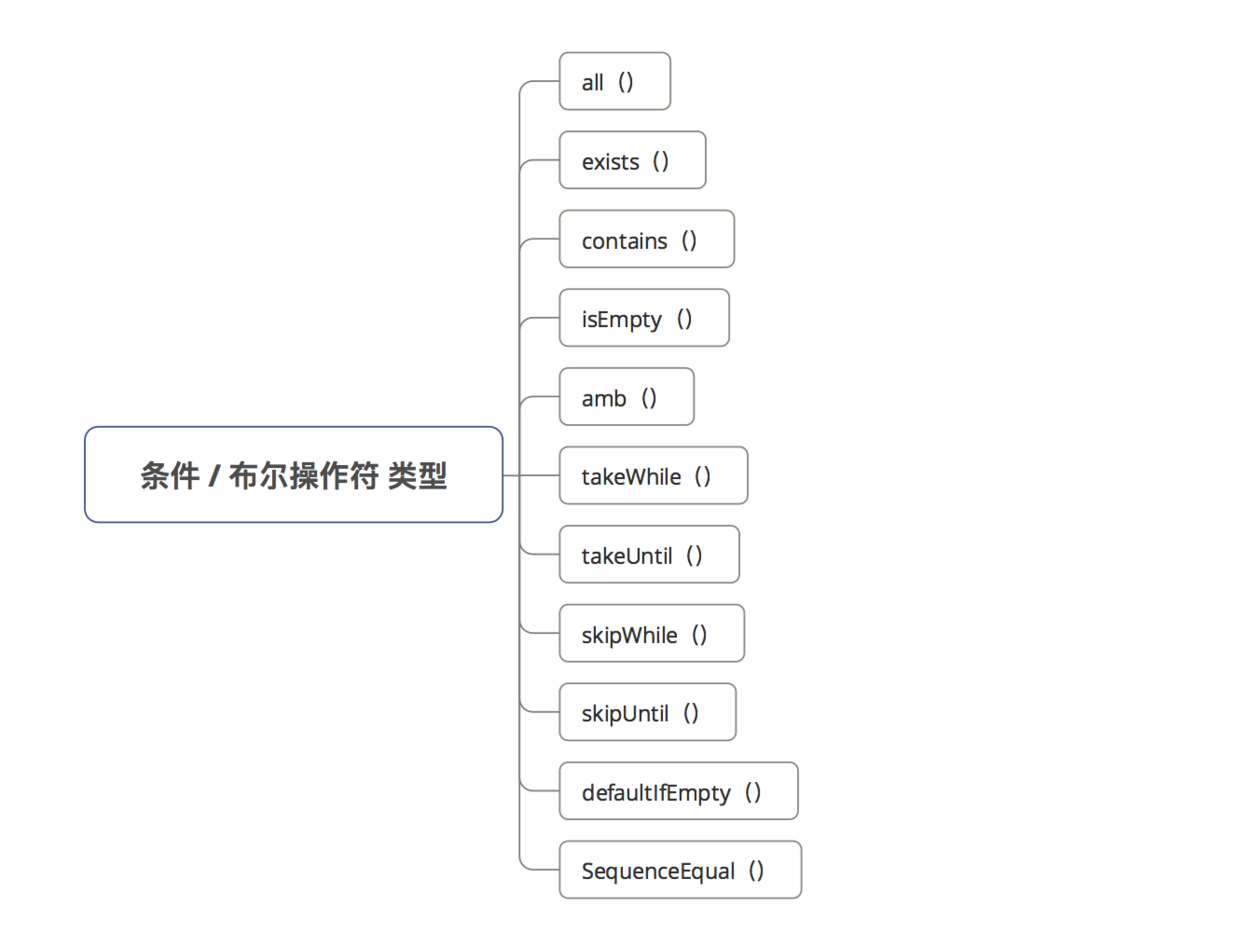 all（）
exists（）
contains（）
isEmpty（）
amb（）
条件 / 布尔操作符 类型
takeWhile（）
takeUntil（）
skipWhile（）
skipUntil（）
defaultIfEmpty（）
SequenceEqual（）